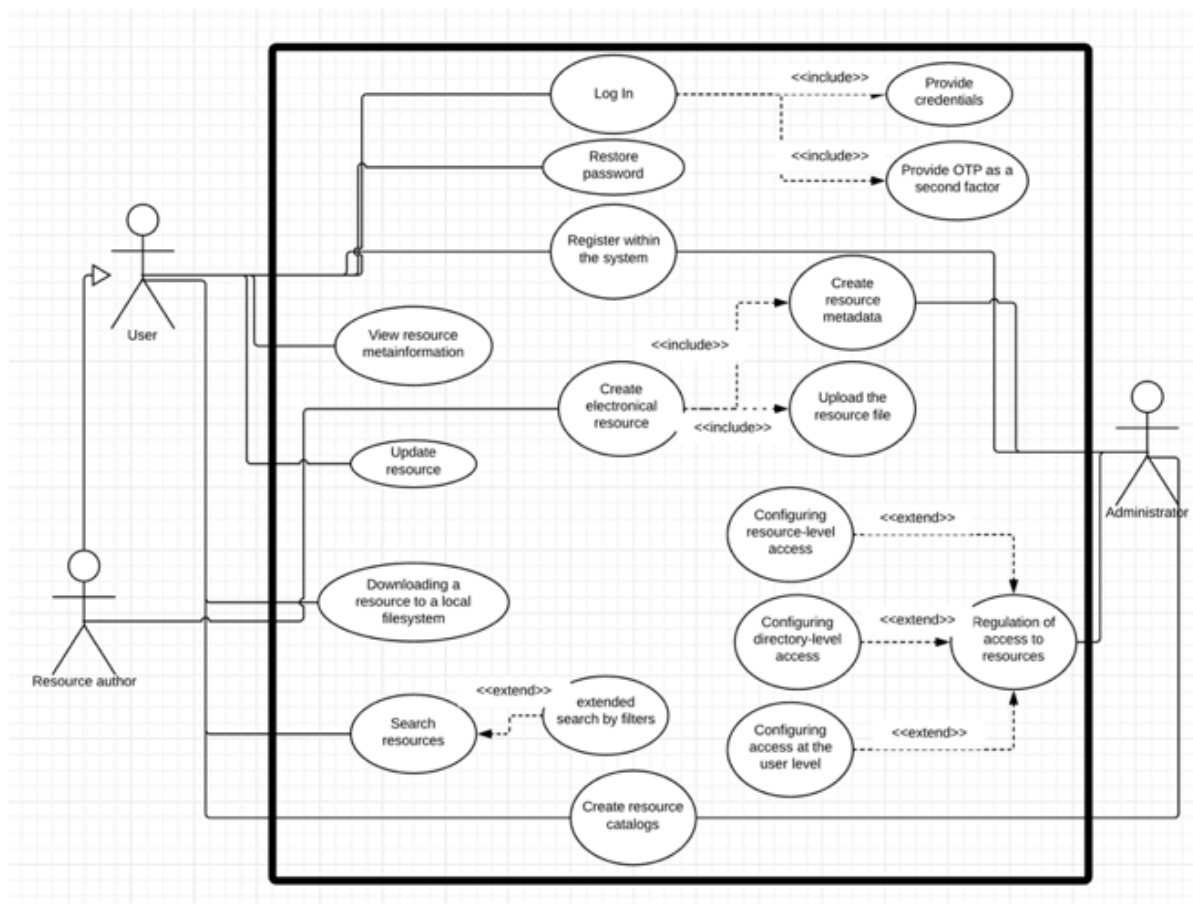 Log In
<<include>>
Provide
credentials
Restore
password
<<include>>
Provide OTP as a
second factor
Register within
the system
Create
resource
metadata
User
View resource
metainformation
<<include>>
Create
electronical
resource
Upload the
resource file
<<include>>
Update
resource
Administrator
Configuring
resource-level
access
<<extend>>
Downloading a
resource to a local
filesystem
Configuring
directory-level
access
<<extend>>
Regulation of
access to
resources
Resource author
<<extend>>
extended
search by filters
Search
resources
Configuring
access at the
user level
<<extend>>
Create resource
catalogs